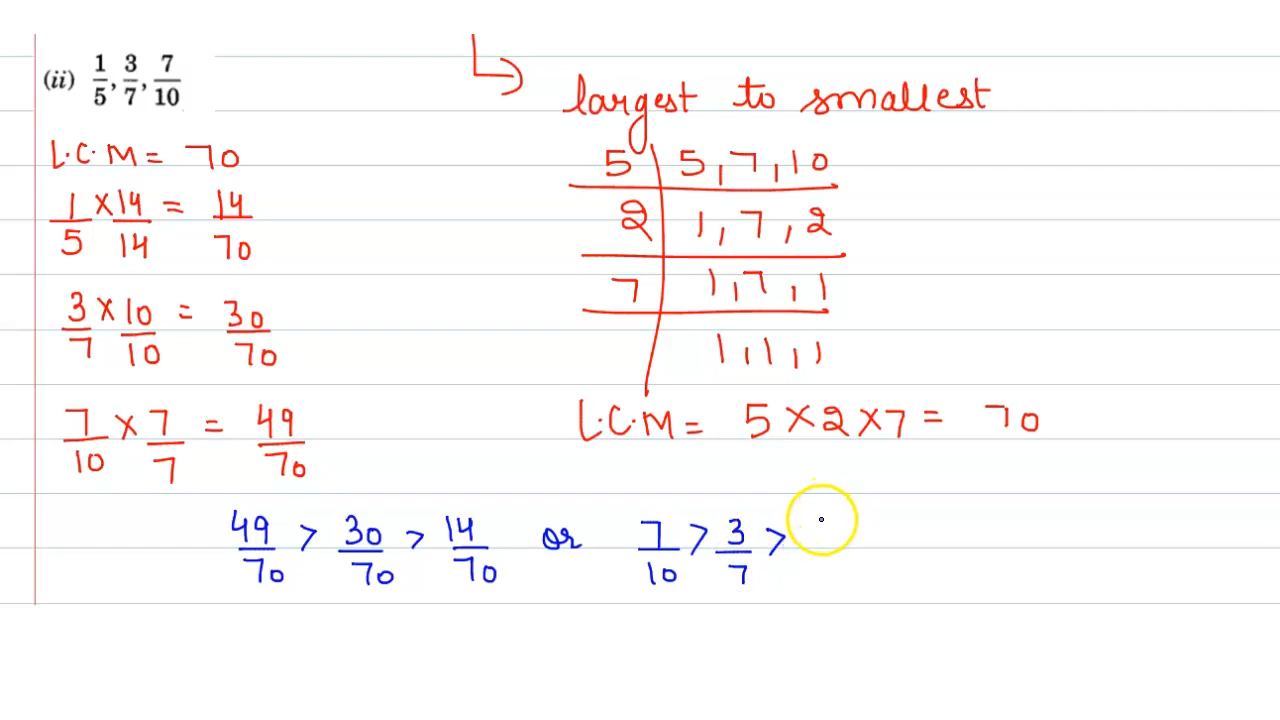 (ii) 1/5, 3/7, 7/10
largest to smallest
L.C.M = 70
1/5 × 14/14 = 14/70
3/7 × 10/10 = 30/70
7/10 × 7/7 = 49/70
5 | 5, 7, 10
2 | 1, 7, 2
7 | 1, 7, 1
1, 1, 1
L.C.M = 5 × 2 × 7 = 70
49/70 > 30/70 > 14/70 or 7/10 > 3/7 >